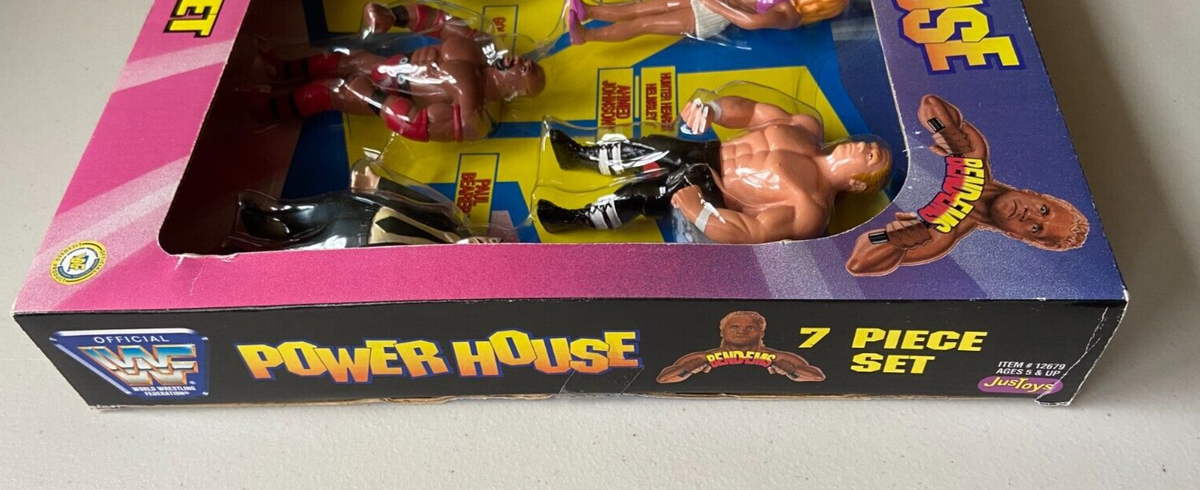 ET
USE
HUNTER HEARST
HELMSLEY
AHMED
JOHNSON
PAUL
BEARER
BENDEMS
OFFICIAL
WWF
WORLD WRESTLING
FEDERATION
POWER HOUSE
BENDEMS
7 PIECE
SET
ITEM # 12679
AGES 5 & UP
JusToys